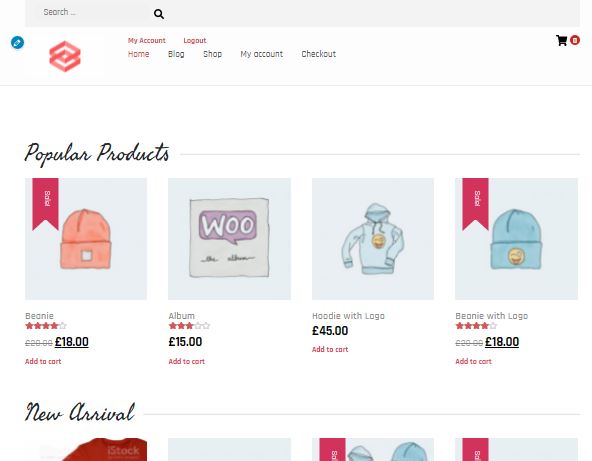 Search ...
My Account Logout
Home Blog Shop My account Checkout
0
Popular Products
Sale!
WOO
the album
Sale!
Beanie
Album
Hoodie with Logo
Beanie with Logo
£20.00 £18.00
£15.00
£45.00
£20.00 £18.00
Add to cart
Add to cart
Add to cart
Add to cart
New Arrival
iStock